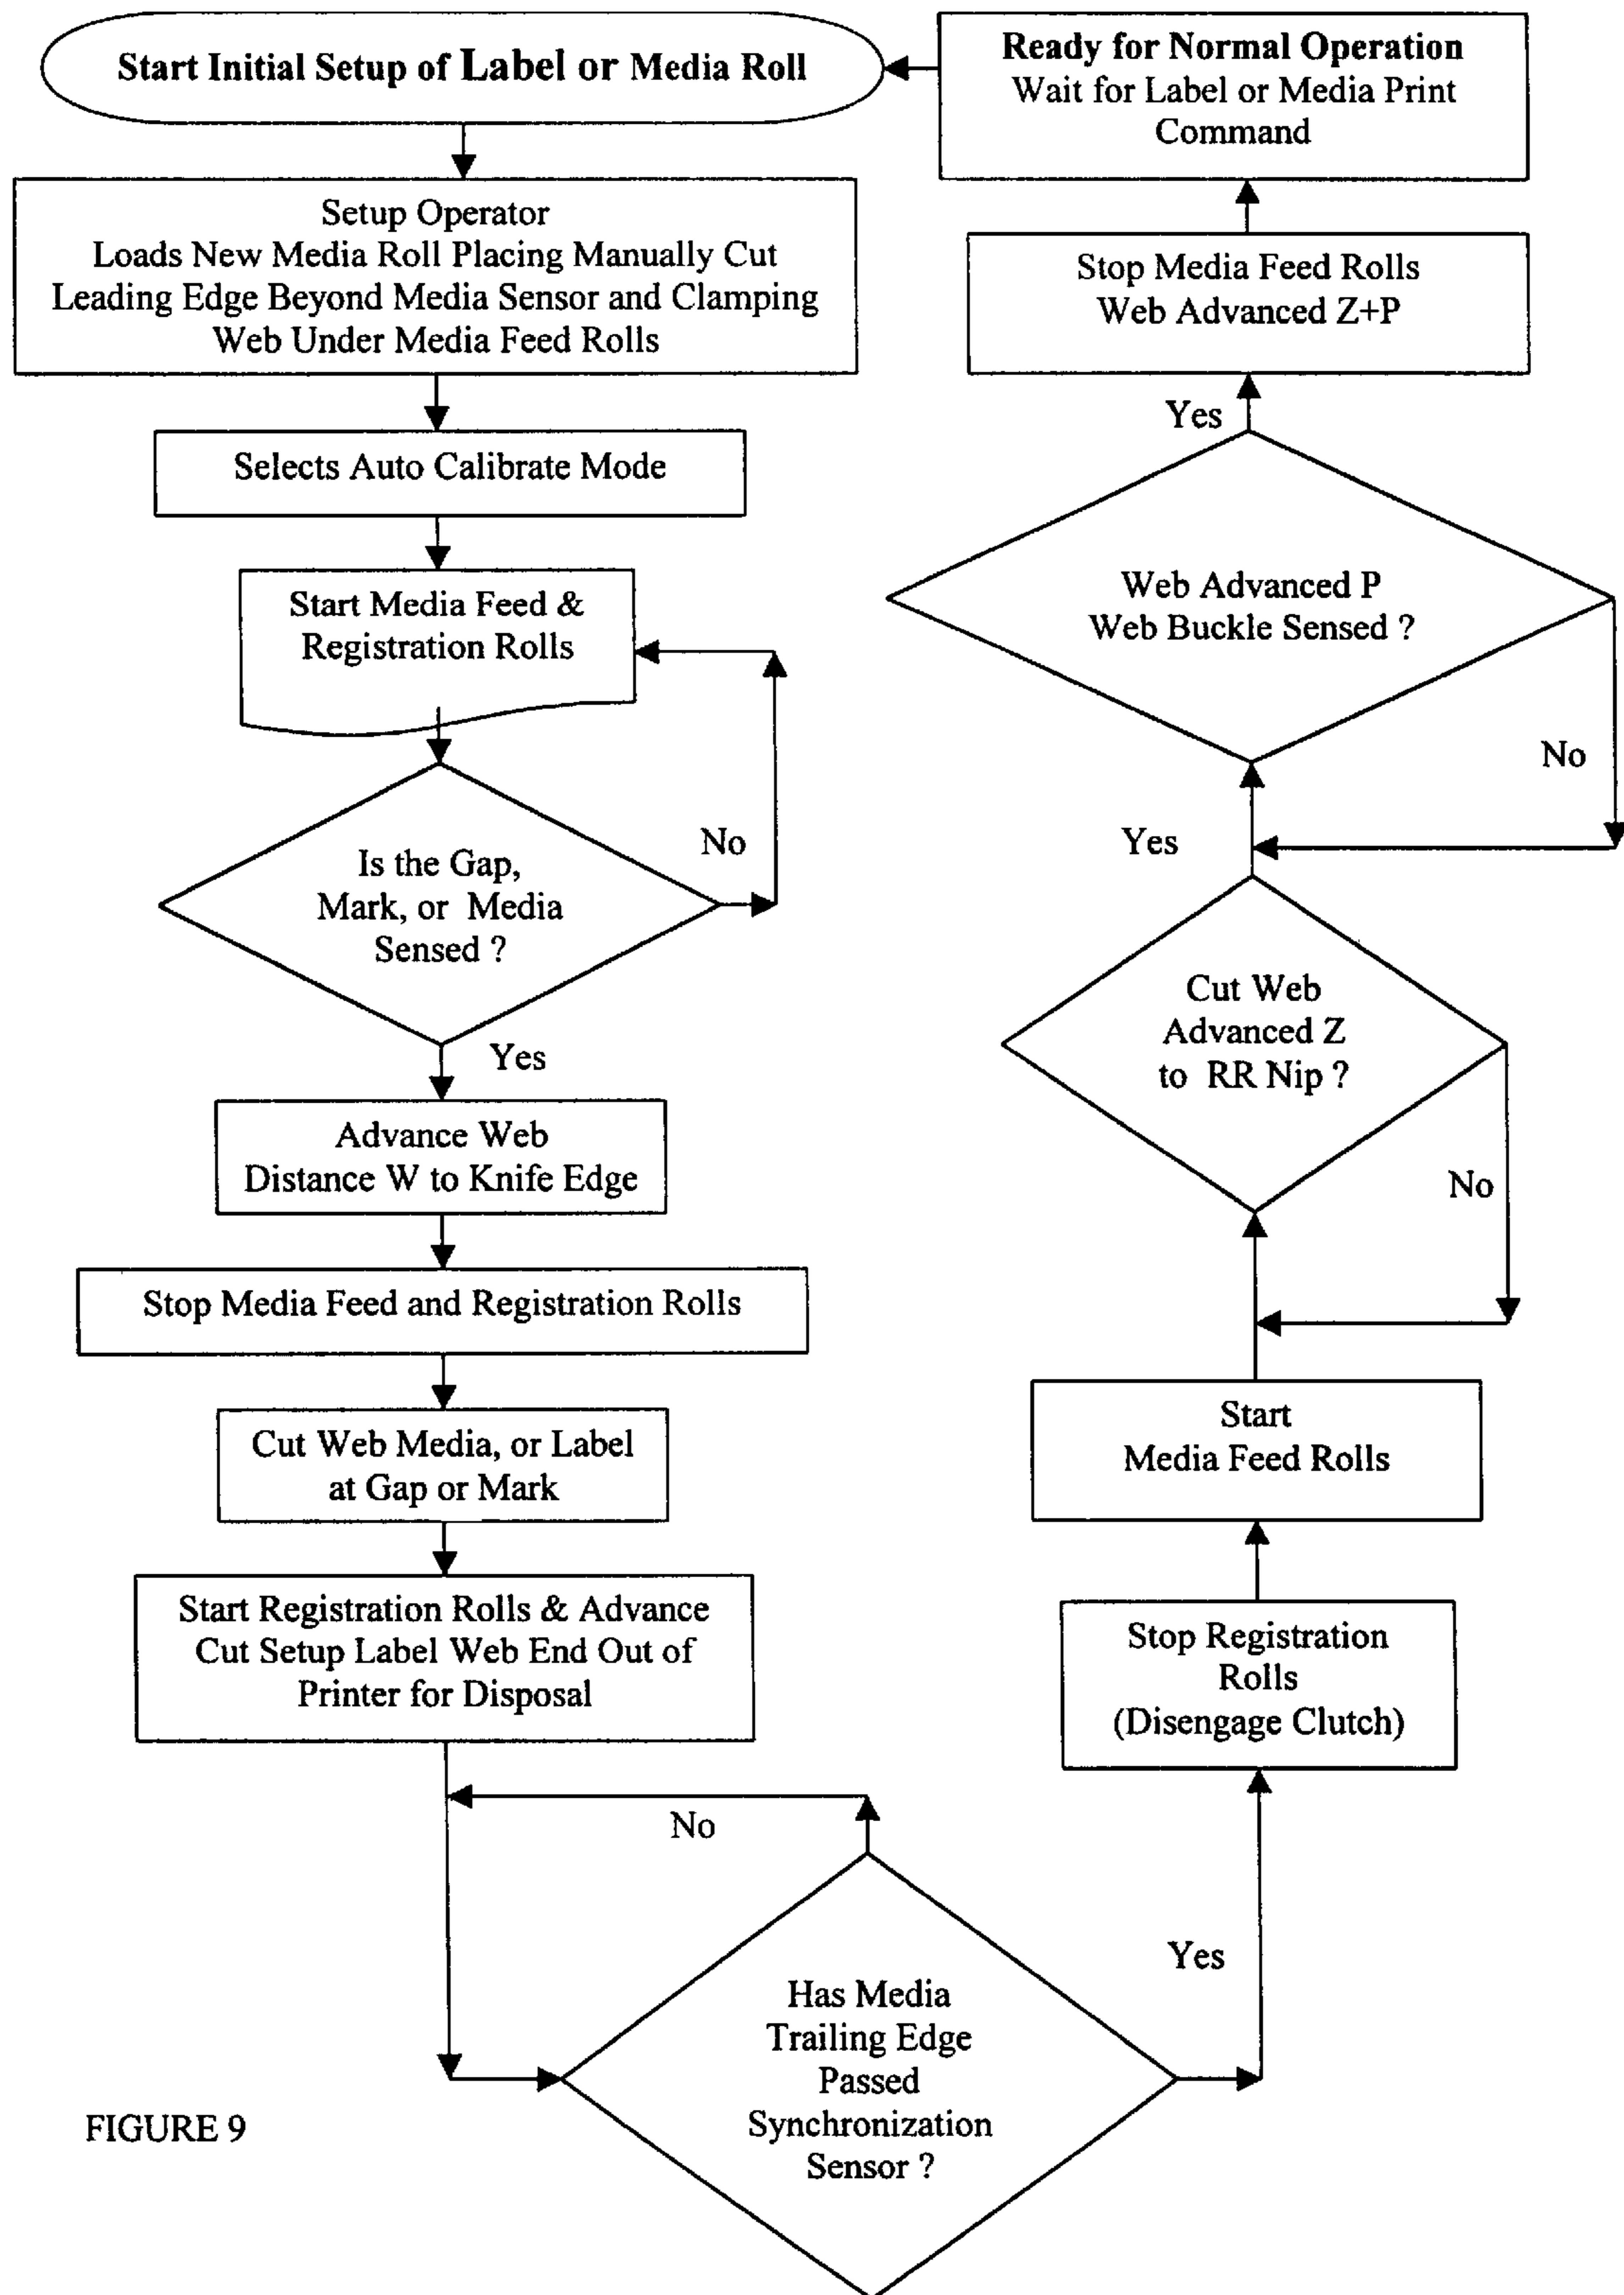 Start Initial Setup of Label or Media Roll
Setup Operator
Loads New Media Roll Placing Manually Cut
Leading Edge Beyond Media Sensor and Clamping
Web Under Media Feed Rolls
Selects Auto Calibrate Mode
Start Media Feed &
Registration Rolls
No
Is the Gap,
Mark, or Media
Sensed ?
Yes
Advance Web
Distance W to Knife Edge
Stop Media Feed and Registration Rolls
Cut Web Media, or Label
at Gap or Mark
Start Registration Rolls & Advance
Cut Setup Label Web End Out of
Printer for Disposal
No
Has Media
Trailing Edge
Passed
Synchronization
Sensor ?
Yes
Stop Registration
Rolls
(Disengage Clutch)
Start
Media Feed Rolls
Cut Web
Advanced Z
to RR Nip ?
No
Yes
Web Advanced P
Web Buckle Sensed ?
No
Yes
Stop Media Feed Rolls
Web Advanced Z+P
Ready for Normal Operation
Wait for Label or Media Print
Command
FIGURE 9